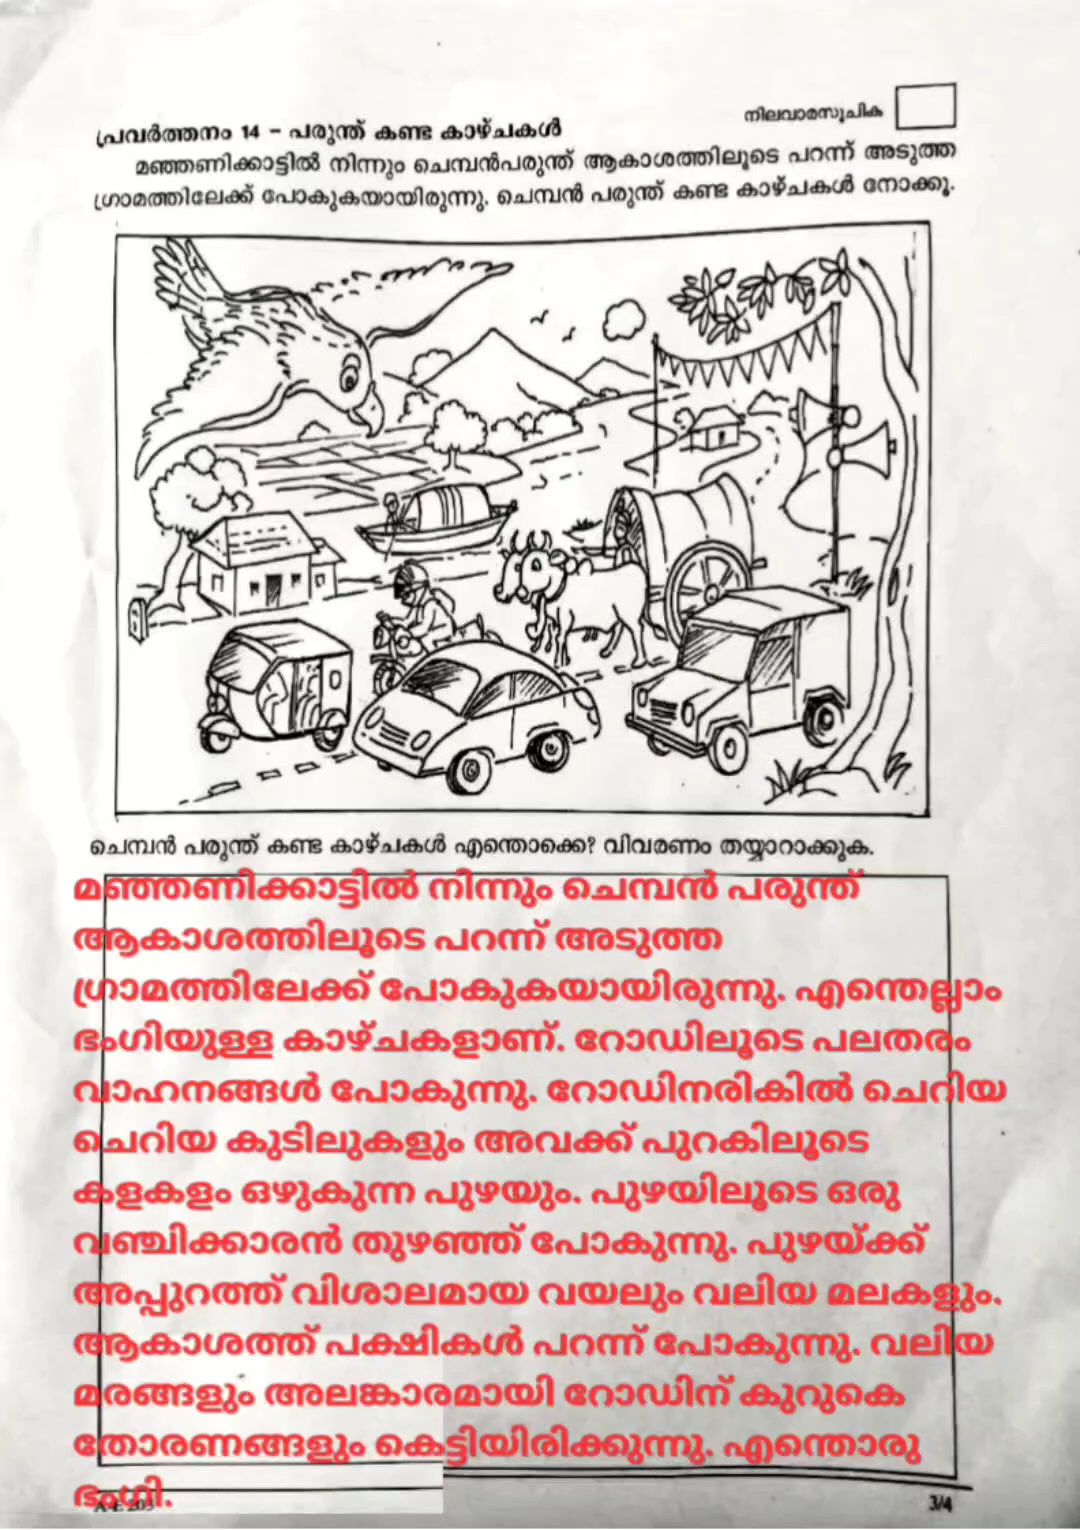 നിലവാരസൂചിക
പ്രവർത്തനം 14 - പരുന്ത് കണ്ട കാഴ്ചകൾ
മഞ്ഞണിക്കാട്ടിൽ നിന്നും ചെമ്പൻപരുന്ത് ആകാശത്തിലൂടെ പറന്ന് അടുത്ത
ഗ്രാമത്തിലേക്ക് പോകുകയായിരുന്നു. ചെമ്പൻ പരുന്ത് കണ്ട കാഴ്ചകൾ നോക്കൂ.
ചെമ്പൻ പരുന്ത് കണ്ട കാഴ്ചകൾ എന്തൊക്കെ? വിവരണം തയ്യാറാക്കുക.
മഞ്ഞണിക്കാട്ടിൽ നിന്നും ചെമ്പൻ പരുന്ത്
ആകാശത്തിലൂടെ പറന്ന് അടുത്ത
ഗ്രാമത്തിലേക്ക് പോകുകയായിരുന്നു. എന്തെല്ലാം
ഭംഗിയുള്ള കാഴ്ചകളാണ്. റോഡിലൂടെ പലതരം
വാഹനങ്ങൾ പോകുന്നു. റോഡിനരികിൽ ചെറിയ
ചെറിയ കുടിലുകളും അവക്ക് പുറകിലൂടെ
കളകളം ഒഴുകുന്ന പുഴയും. പുഴയിലൂടെ ഒരു
വഞ്ചിക്കാരൻ തുഴഞ്ഞ് പോകുന്നു. പുഴയ്ക്ക്
അപ്പുറത്ത് വിശാലമായ വയലും വലിയ മലകളും.
ആകാശത്ത് പക്ഷികൾ പറന്ന് പോകുന്നു. വലിയ
മരങ്ങളും അലങ്കാരമായി റോഡിന് കുറുകെ
തോരണങ്ങളും കെട്ടിയിരിക്കുന്നു. എന്തൊരു
ഭംഗി.
3/4